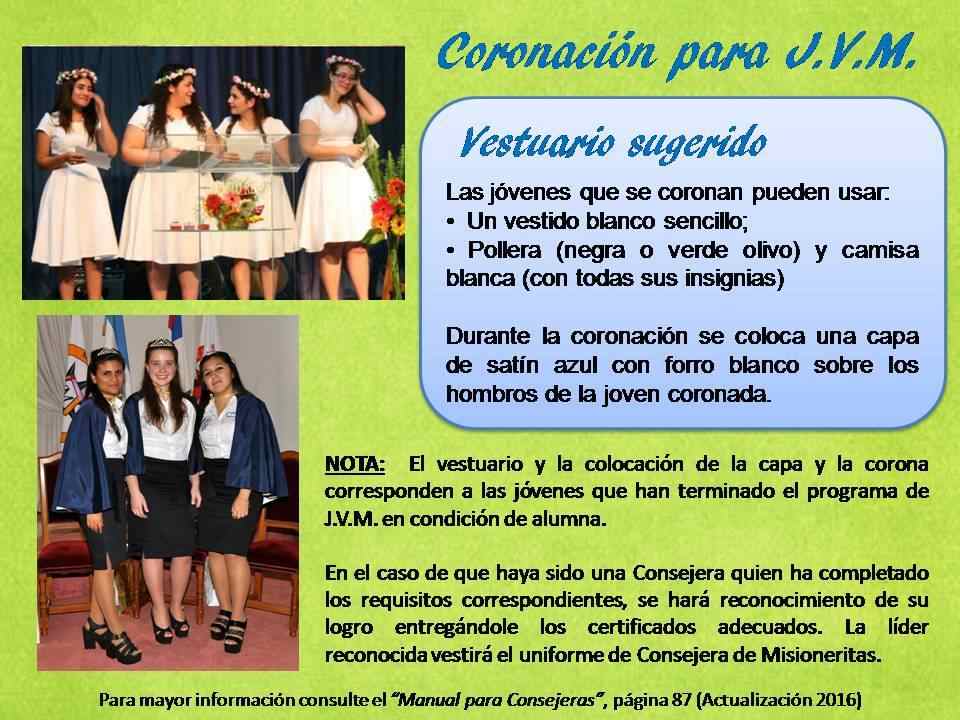 Coronación para J.V.M.
Vestuario sugerido
Las jóvenes que se coronan pueden usar:
• Un vestido blanco sencillo;
• Pollera (negra o verde olivo) y camisa
blanca (con todas sus insignias)
Durante la coronación se coloca una capa
de satín azul con forro blanco sobre los
hombros de la joven coronada.
NOTA: El vestuario y la colocación de la capa y la corona
corresponden a las jóvenes que han terminado el programa de
J.V.M. en condición de alumna.
En el caso de que haya sido una Consejera quien ha completado
los requisitos correspondientes, se hará reconocimiento de su
logro entregándole los certificados adecuados. La líder
reconocida vestirá el uniforme de Consejera de Misioneritas.
Para mayor información consulte el “Manual para Consejeras”, página 87 (Actualización 2016)